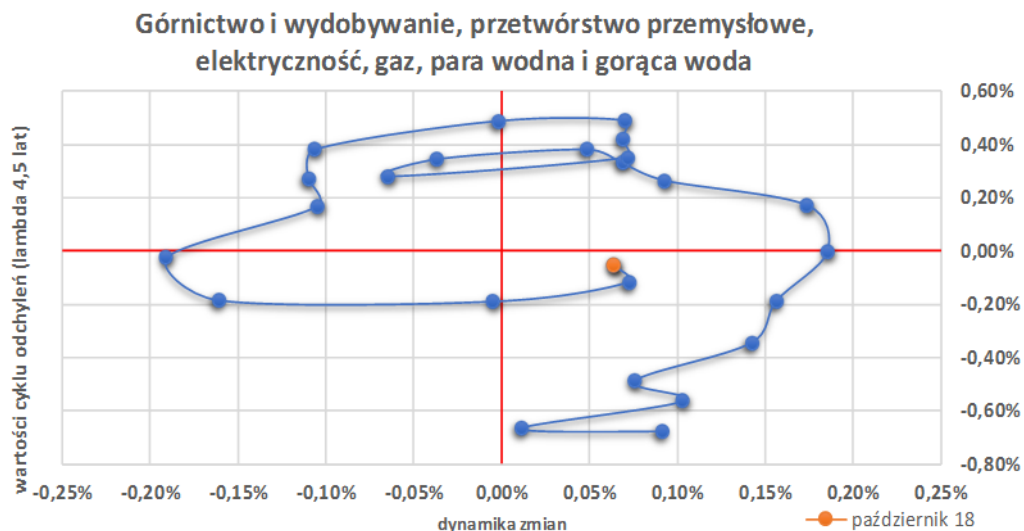 Górnictwo i wydobywanie, przetwórstwo przemysłowe,
elektryczność, gaz, para wodna i gorąca woda
wartości cyklu odchyleń (lambda 4,5 lat)
0,60%
0,40%
0,20%
0,00%
-0,20%
-0,40%
-0,60%
-0,80%
-0,25% -0,20% -0,15% -0,10% -0,05% 0,00% 0,05% 0,10% 0,15% 0,20% 0,25%
dynamika zmian
październik 18